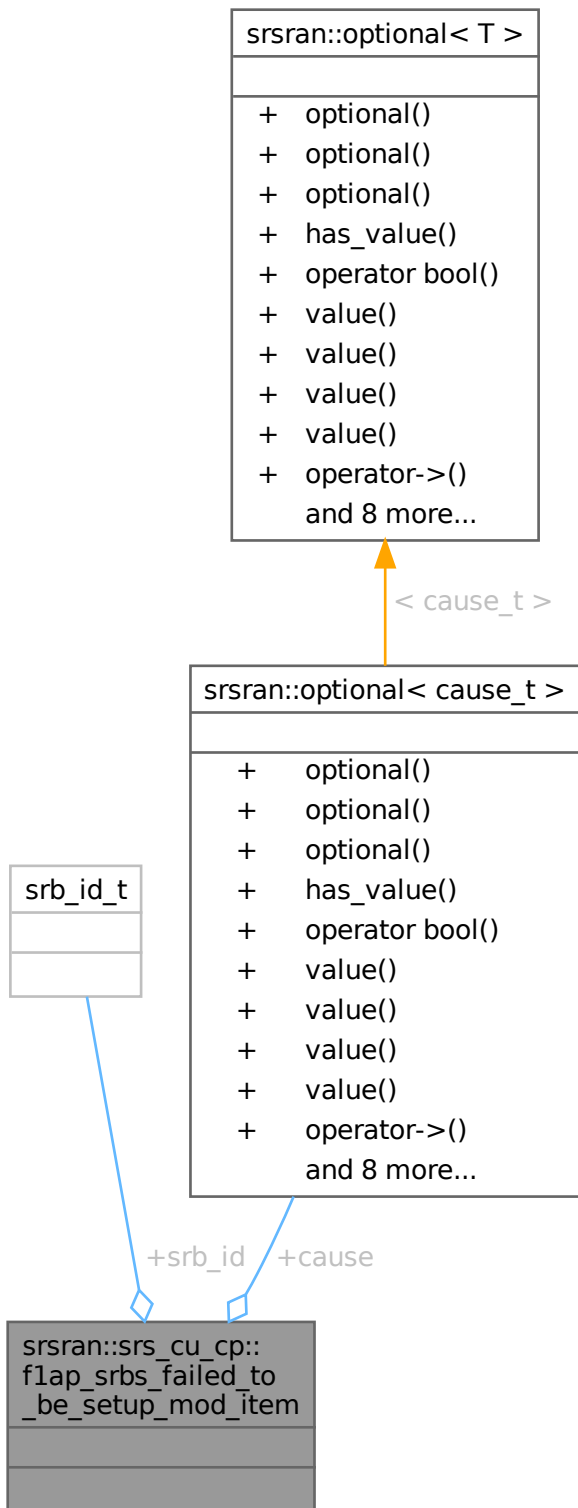 srsran::optional< T >
+ optional()
+ optional()
+ optional()
+ has_value()
+ operator bool()
+ value()
+ value()
+ value()
+ value()
+ operator->()
and 8 more...
< cause_t >
srsran::optional< cause_t >
+ optional()
+ optional()
+ optional()
+ has_value()
+ operator bool()
+ value()
+ value()
+ value()
+ value()
+ operator->()
and 8 more...
srb_id_t
+srb_id
+cause
srsran::srs_cu_cp::
f1ap_srbs_failed_to
_be_setup_mod_item